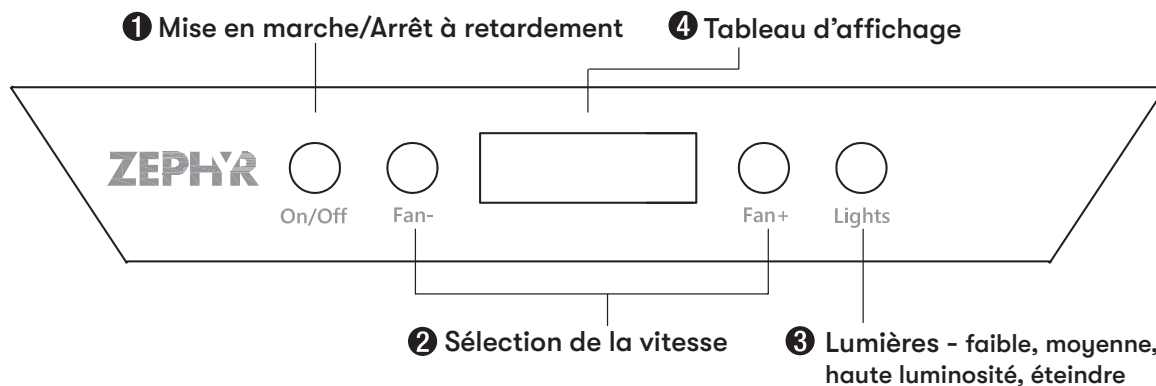 ❶ Mise en marche/Arrêt à retardement
❹ Tableau d'affichage
ZEPHYR
On/Off
Fan-
Fan+
Lights
❷ Sélection de la vitesse
❸ Lumières - faible, moyenne,
haute luminosité, éteindre